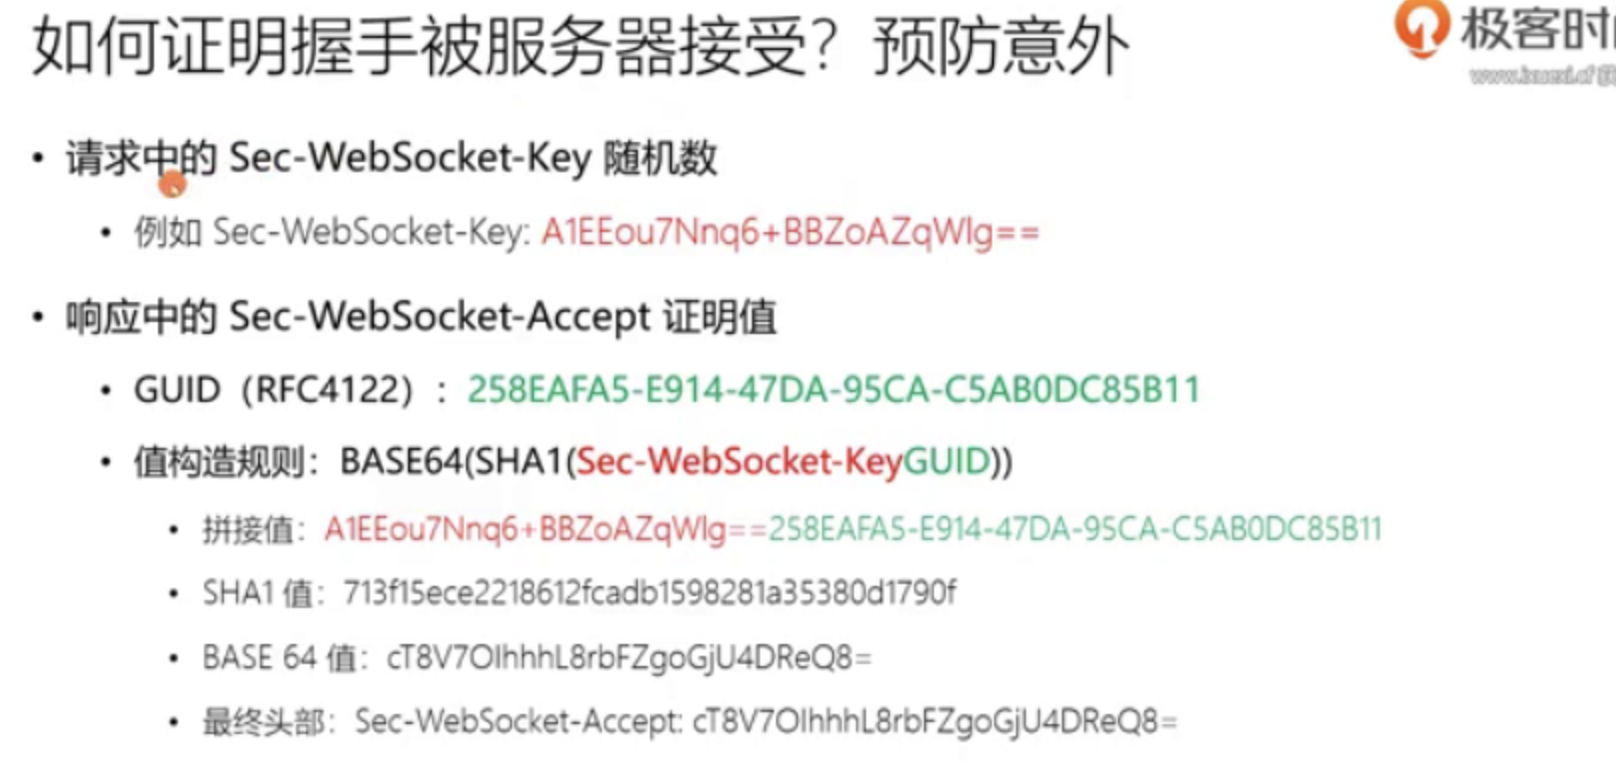 如何证明握手被服务器接受？预防意外
极客时
• 请求中的 Sec-WebSocket-Key 随机数
• 例如 Sec-WebSocket-Key: A1EEou7Nnq6+BBZoAZqWlg==
• 响应中的 Sec-WebSocket-Accept 证明值
• GUID（RFC4122）：258EAFA5-E914-47DA-95CA-C5AB0DC85B11
• 值构造规则：BASE64(SHA1(Sec-WebSocket-KeyGUID))
• 拼接值：A1EEou7Nnq6+BBZoAZqWlg==258EAFA5-E914-47DA-95CA-C5AB0DC85B11
• SHA1 值：713f15ece2218612fcadb1598281a35380d1790f
• BASE 64 值：cT8V7OIhhhL8rbFZgoGjU4DReQ8=
• 最终头部：Sec-WebSocket-Accept: cT8V7OIhhhL8rbFZgoGjU4DReQ8=